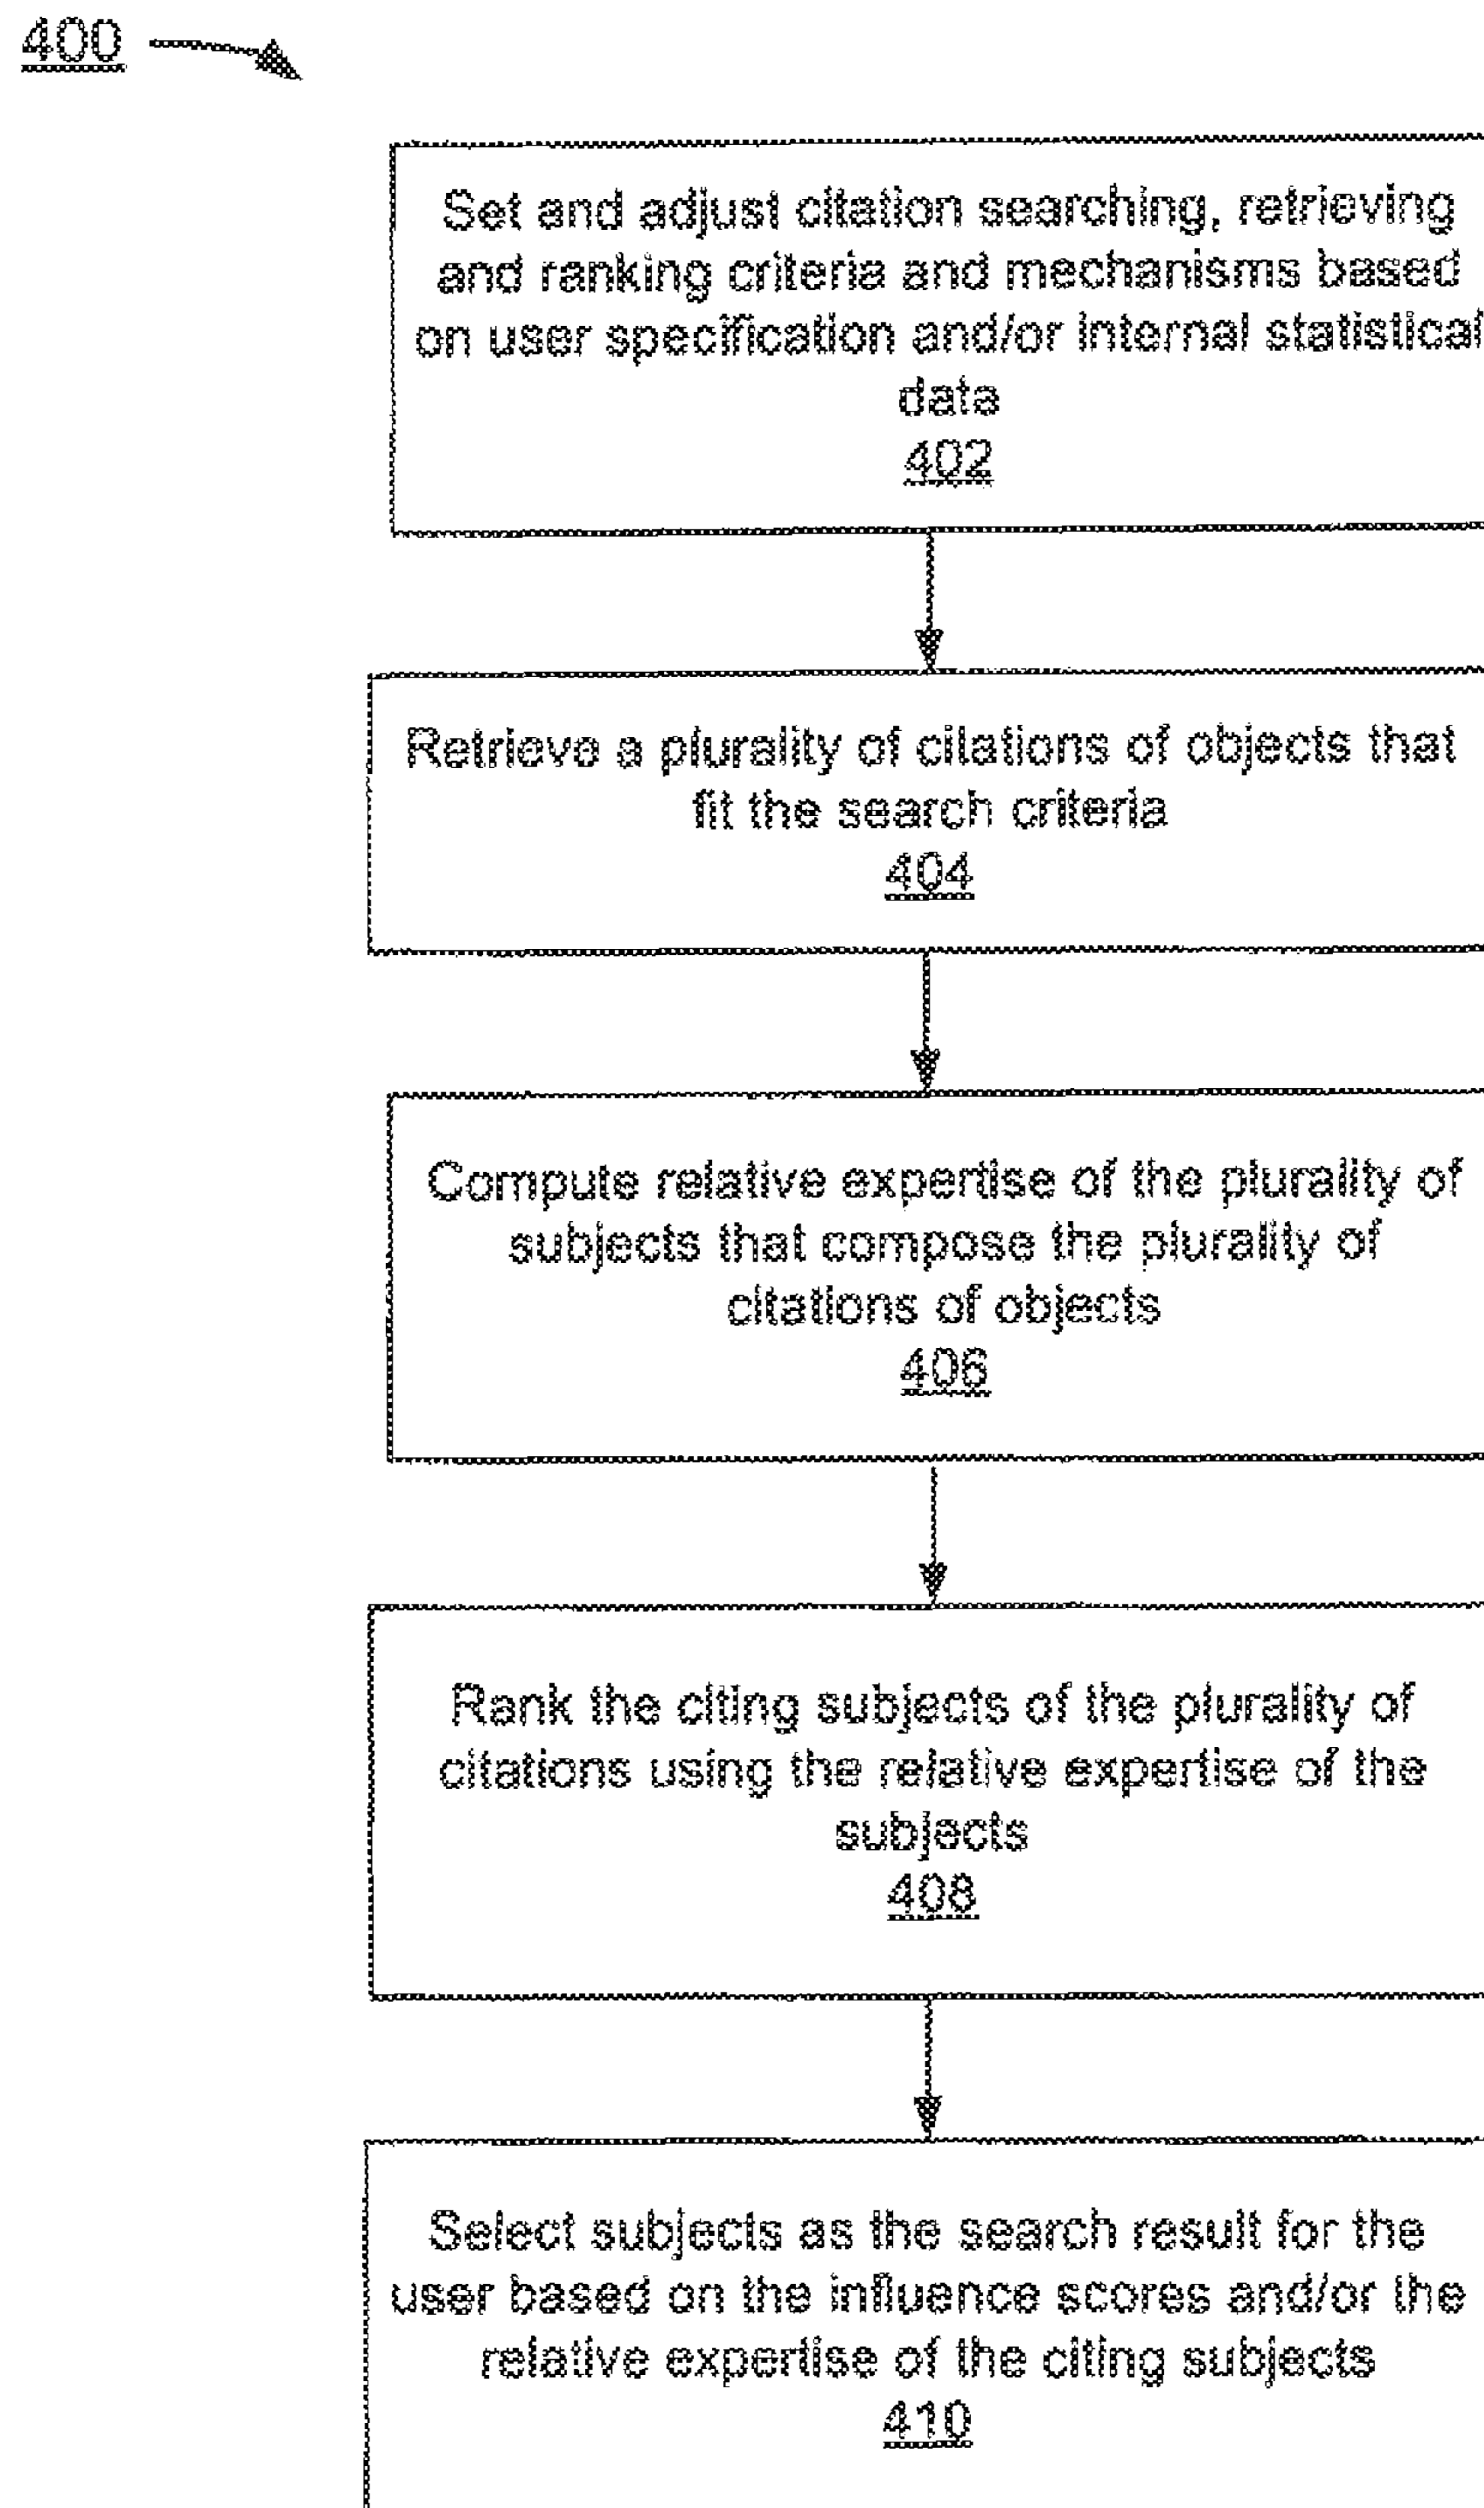 400
Set and adjust citation searching, retrieving
and ranking criteria and mechanisms based
on user specification and/or internal statistical
data
402
Retrieve a plurality of citations of objects that
fit the search criteria
404
Compute relative expertise of the plurality of
subjects that compose the plurality of
citations of objects
406
Rank the citing subjects of the plurality of
citations using the relative expertise of the
subjects
408
Select subjects as the search result for the
user based on the influence scores and/or the
relative expertise of the citing subjects
410